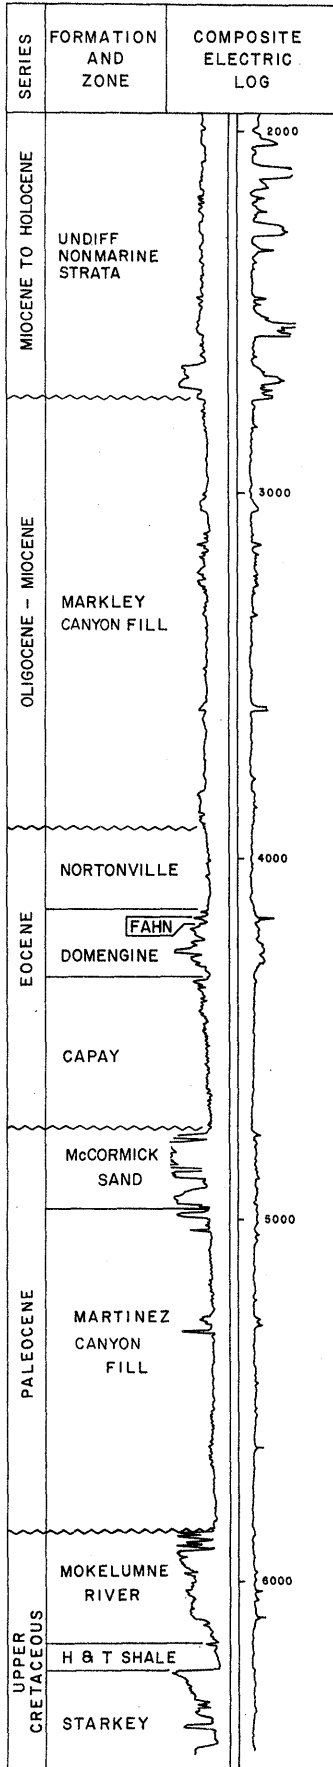 SERIES
FORMATION
AND
ZONE
COMPOSITE
ELECTRIC
LOG
2000
MIOCENE TO HOLOCENE
UNDIFF
NONMARINE
STRATA
3000
OLIGOCENE - MIOCENE
MARKLEY
CANYON FILL
4000
EOCENE
NORTONVILLE
FAHN
DOMENGINE
CAPAY
McCORMICK
SAND
5000
PALEOCENE
MARTINEZ
CANYON
FILL
6000
UPPER
CRETACEOUS
MOKELUMNE
RIVER
H & T SHALE
STARKEY